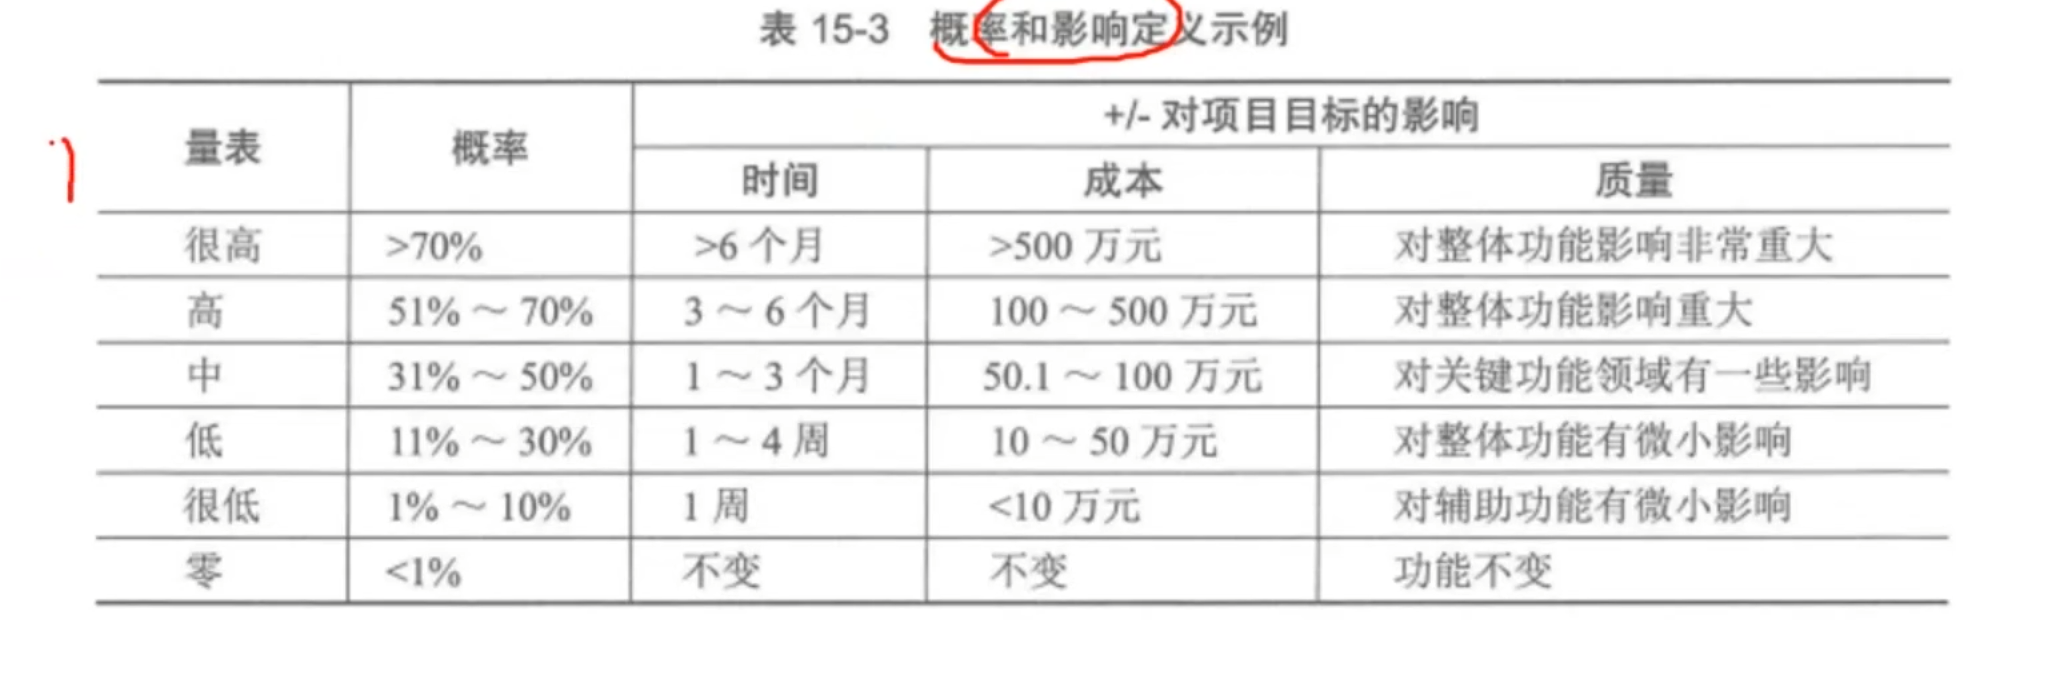 表 15-3 概率和影响定义示例
量表 概率 +/- 对项目目标的影响
时间 成本 质量
很高 >70% >6 个月 >500 万元 对整体功能影响非常重大
高 51%～70% 3～6 个月 100～500 万元 对整体功能影响重大
中 31%～50% 1～3 个月 50.1～100 万元 对关键功能领域有一些影响
低 11%～30% 1～4 周 10～50 万元 对整体功能有微小影响
很低 1%～10% 1 周 <10 万元 对辅助功能有微小影响
零 <1% 不变 不变 功能不变